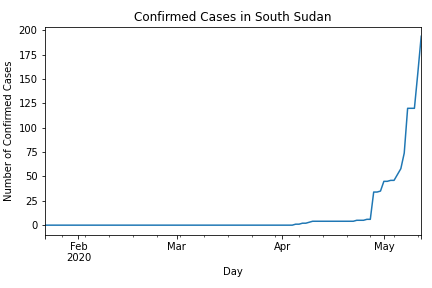 Confirmed Cases in South Sudan
Number of Confirmed Cases
200
175
150
125
100
75
50
25
0
Feb
2020
Mar
Apr
May
Day